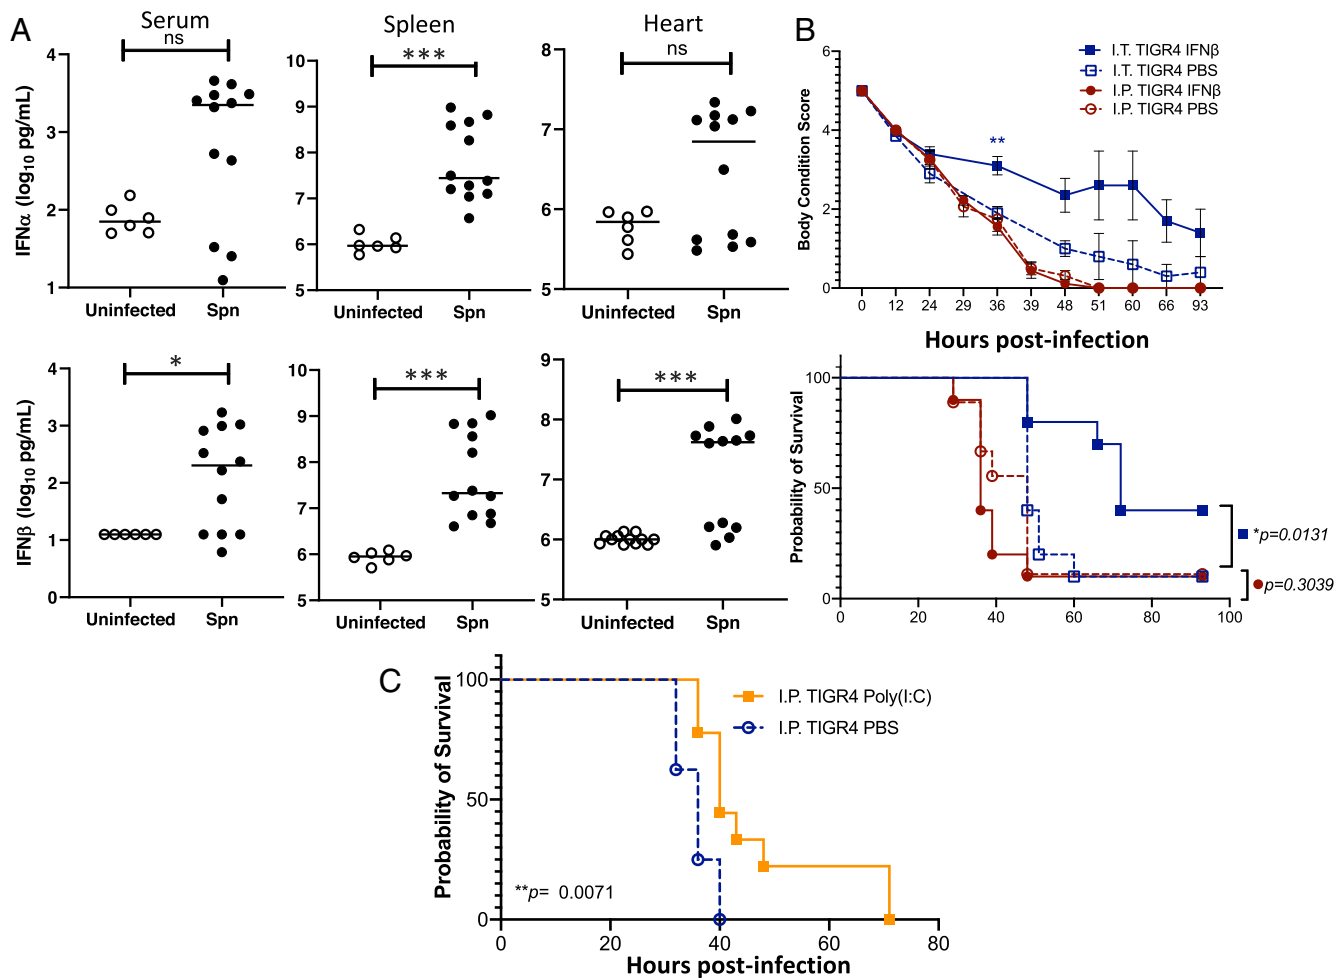 A
Serum
Spleen
Heart
ns
***
ns
IFNα (log10 pg/mL)
4
3
2
1
10
9
8
7
6
5
8
7
6
5
Uninfected Spn
Uninfected Spn
Uninfected Spn
*
***
***
IFNβ (log10 pg/mL)
4
3
2
1
0
10
9
8
7
6
5
9
8
7
6
5
Uninfected Spn
Uninfected Spn
Uninfected Spn
B
I.T. TIGR4 IFNβ
I.T. TIGR4 PBS
I.P. TIGR4 IFNβ
I.P. TIGR4 PBS
Body Condition Score
6
4
2
0
**
0 12 24 29 36 39 48 51 60 66 93
Hours post-infection
Probability of Survival
100
50
0
0 20 40 60 80 100
*p=0.0131
p=0.3039
C
Probability of Survival
100
50
0
I.P. TIGR4 Poly(I:C)
I.P. TIGR4 PBS
**p= 0.0071
0 20 40 60 80
Hours post-infection